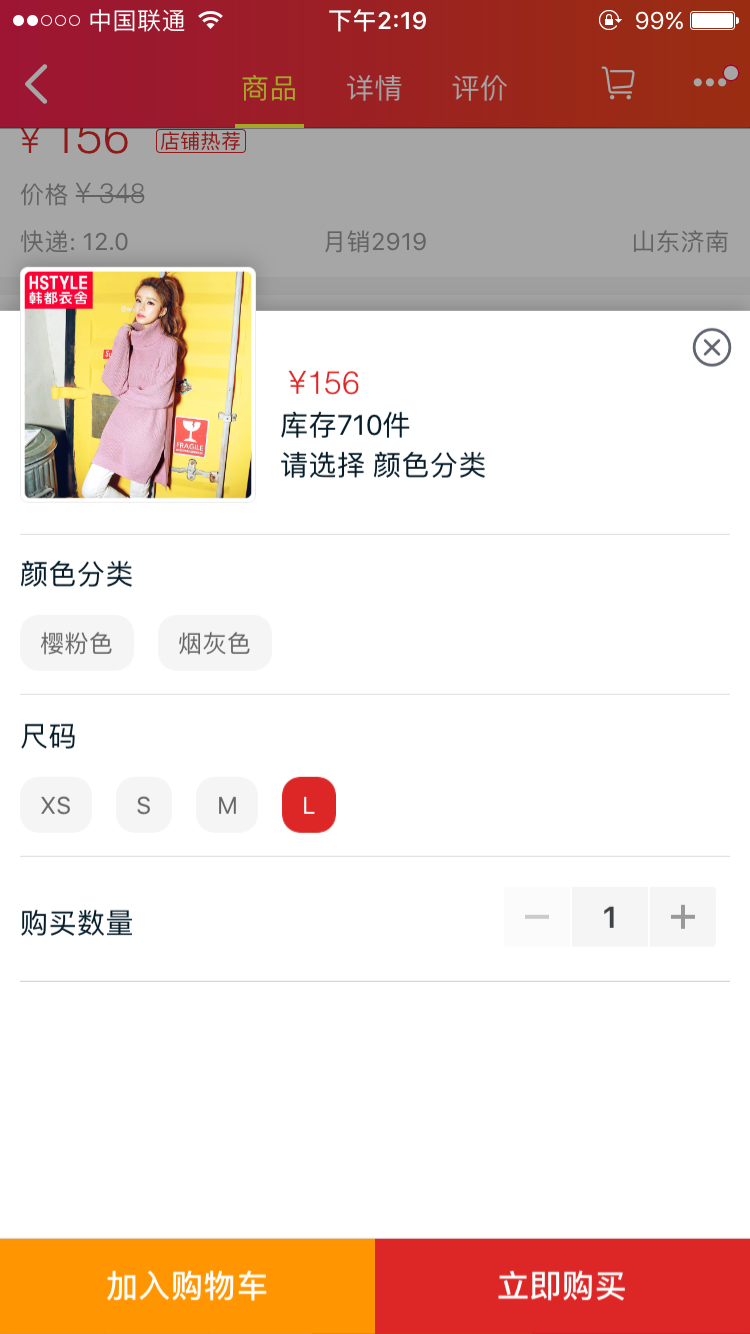 中国联通 下午2:19 99%
商品 详情 评价
¥ 156 店铺热荐
价格 ¥ 348
快递: 12.0 月销2919 山东济南
HSTYLE
韩都衣舍
FRAGILE
¥156
库存710件
请选择 颜色分类
颜色分类
樱粉色 烟灰色
尺码
XS S M L
购买数量 1
加入购物车 立即购买